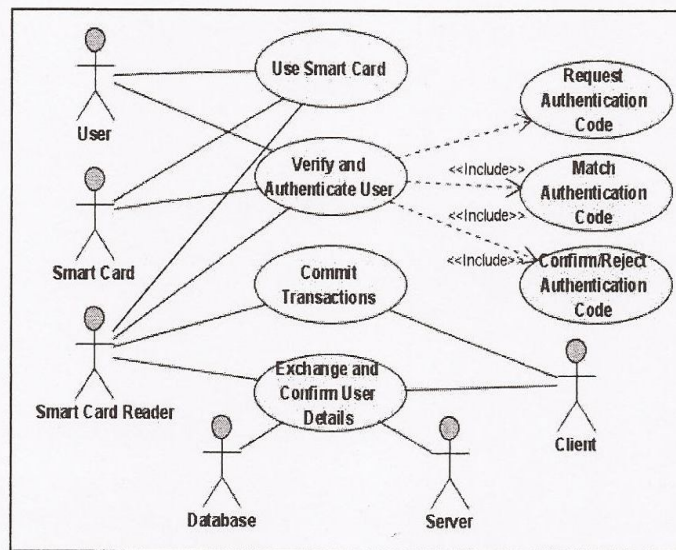 Use Smart Card
Request
Authentication
Code
User
Verify and
Authenticate User
<<Include>>
Match
Authentication
Code
<<Include>>
Smart Card
Commit
Transactions
<<Include>>
Confirm/Reject
Authentication
Code
Exchange and
Confirm User
Details
Smart Card Reader
Client
Database
Server